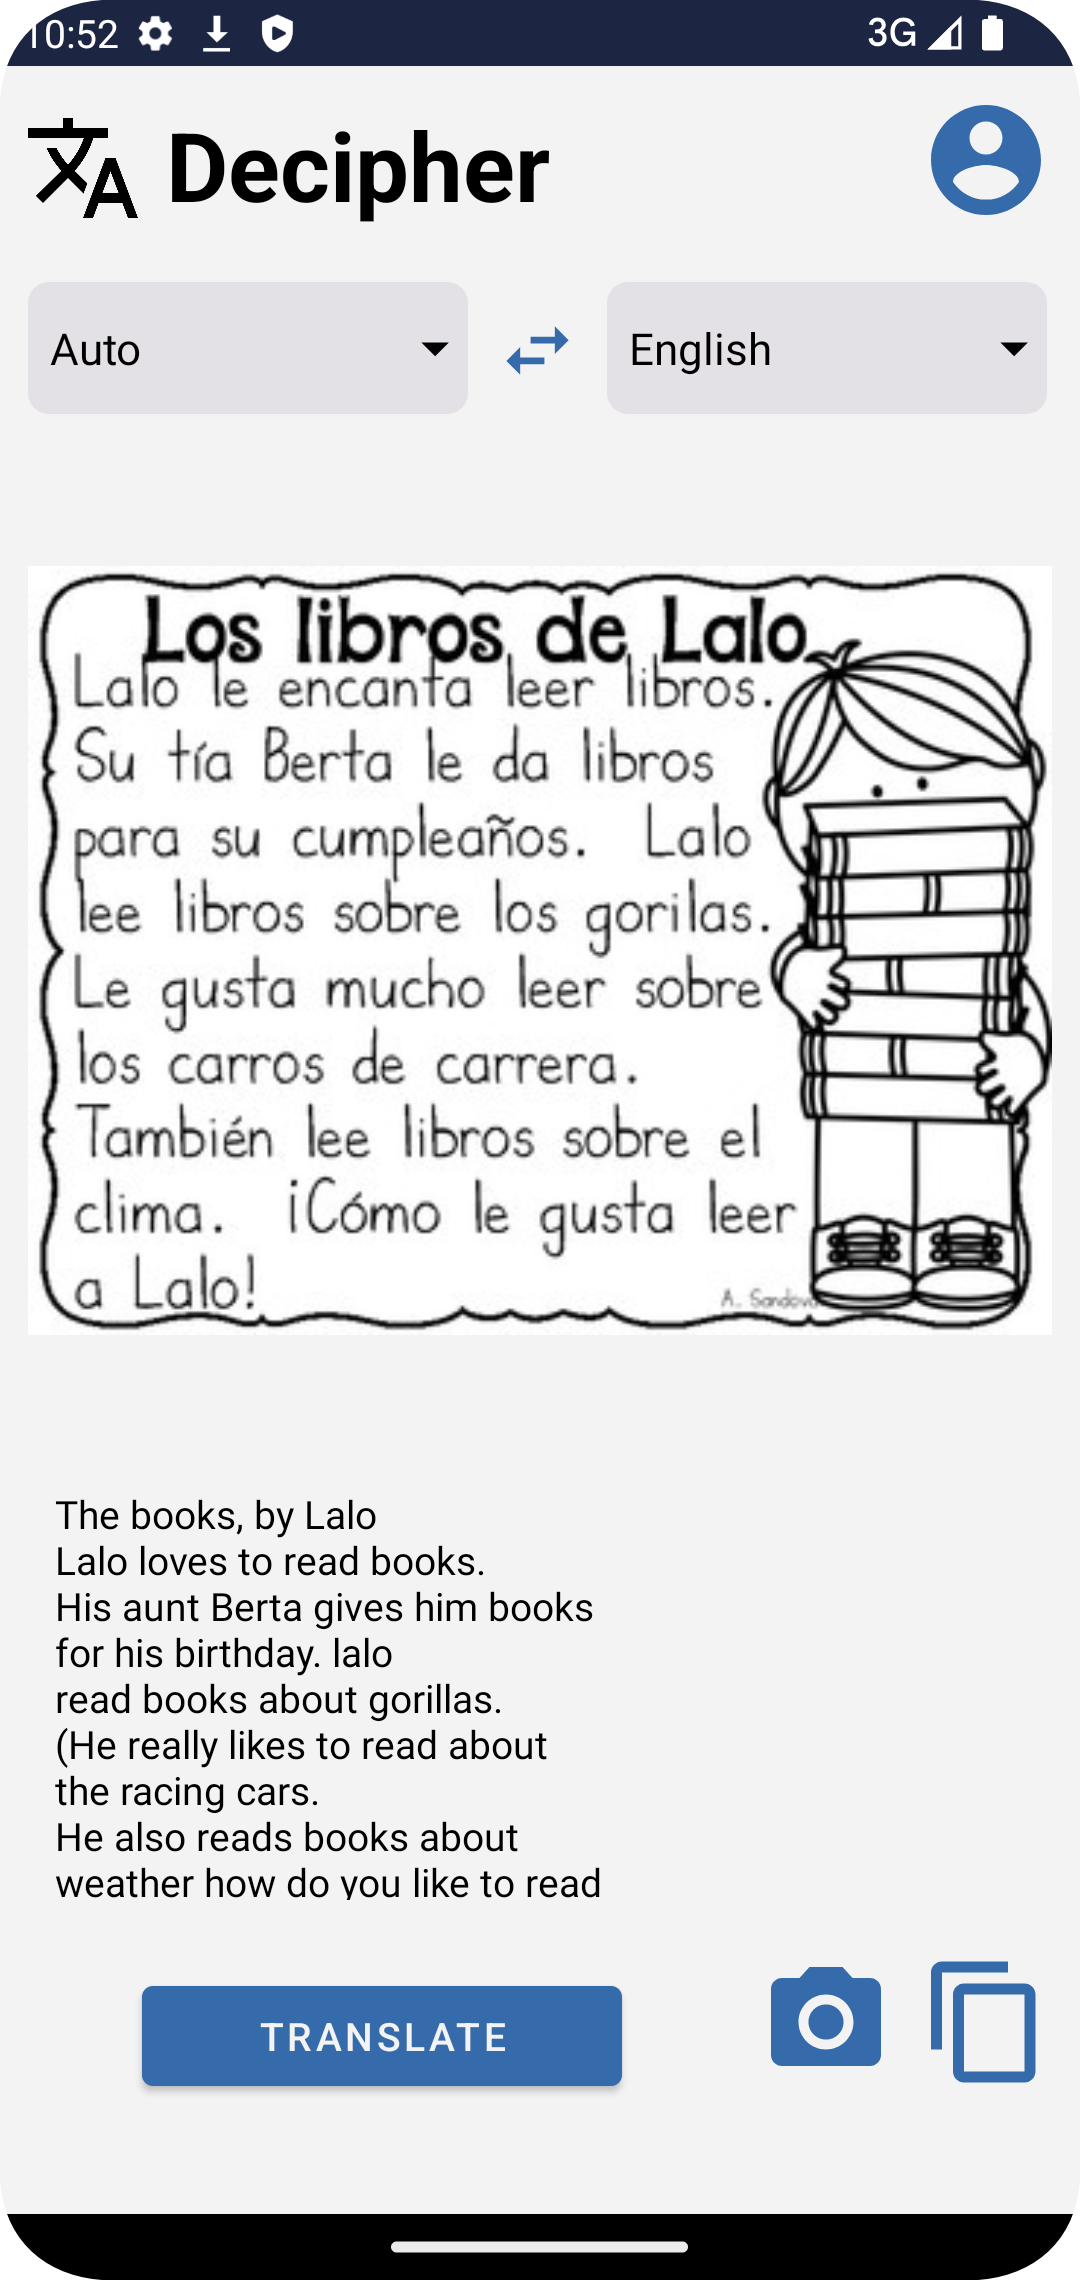 10:52
3G
Decipher
Auto
English
Los libros de Lalo
Lalo le encanta leer libros.
Su tía Berta le da libros
para su cumpleaños. Lalo
lee libros sobre los gorilas.
Le gusta mucho leer sobre
los carros de carrera.
También lee libros sobre el
clima. ¡Cómo le gusta leer
a Lalo!
A. Sandova
The books, by Lalo
Lalo loves to read books.
His aunt Berta gives him books
for his birthday. lalo
read books about gorillas.
(He really likes to read about
the racing cars.
He also reads books about
weather how do you like to read
TRANSLATE